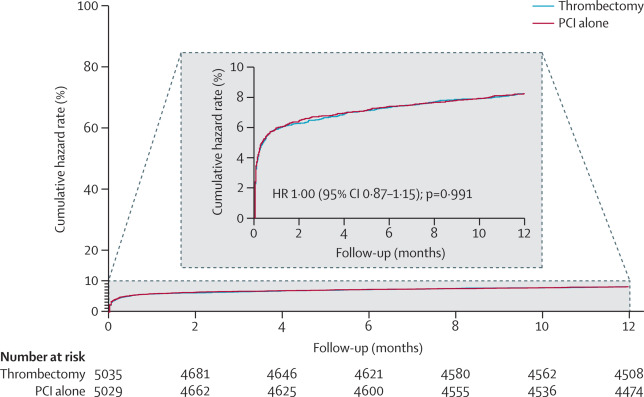 Thrombectomy
PCI alone
Cumulative hazard rate (%)
100
80
60
40
20
10
0
Cumulative hazard rate (%)
10
8
6
4
2
0
HR 1·00 (95% CI 0·87–1·15); p=0·991
0 2 4 6 8 10 12
Follow-up (months)
0 2 4 6 8 10 12
Follow-up (months)
Number at risk
Thrombectomy 5035 4681 4646 4621 4580 4562 4508
PCI alone 5029 4662 4625 4600 4555 4536 4474